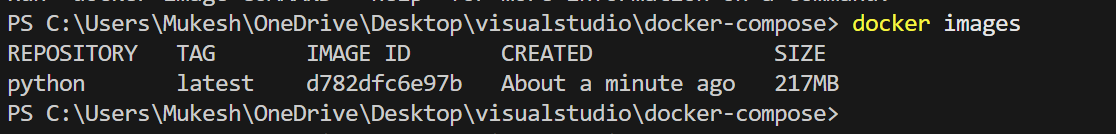 PS C:\Users\Mukesh\OneDrive\Desktop\visualstudio\docker-compose> docker images
REPOSITORY TAG IMAGE ID CREATED SIZE
python latest d782dfc6e97b About a minute ago 217MB
PS C:\Users\Mukesh\OneDrive\Desktop\visualstudio\docker-compose>